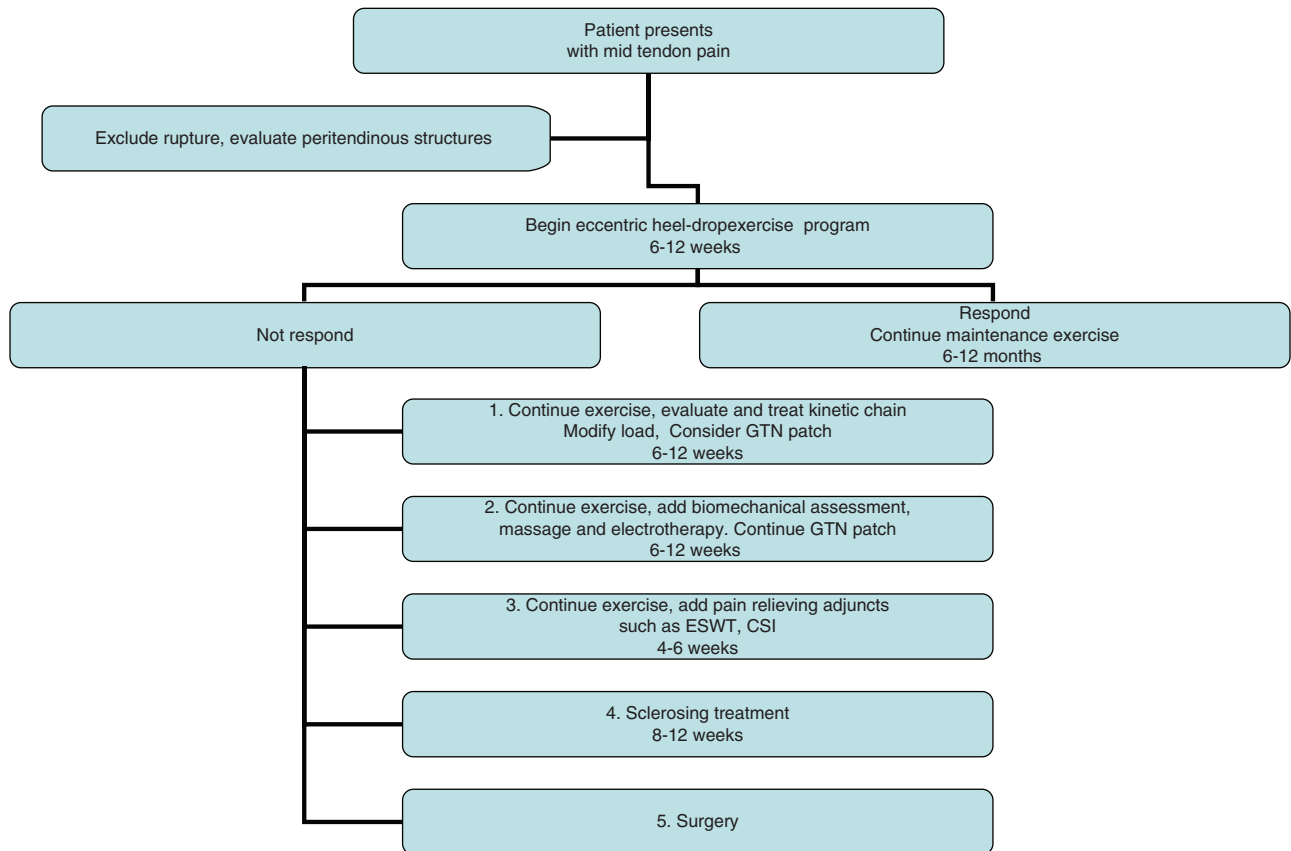 Patient presents
with mid tendon pain
Exclude rupture, evaluate peritendinous structures
Begin eccentric heel-dropexercise program
6-12 weeks
Not respond
Respond
Continue maintenance exercise
6-12 months
1. Continue exercise, evaluate and treat kinetic chain
Modify load, Consider GTN patch
6-12 weeks
2. Continue exercise, add biomechanical assessment,
massage and electrotherapy. Continue GTN patch
6-12 weeks
3. Continue exercise, add pain relieving adjuncts
such as ESWT, CSI
4-6 weeks
4. Sclerosing treatment
8-12 weeks
5. Surgery